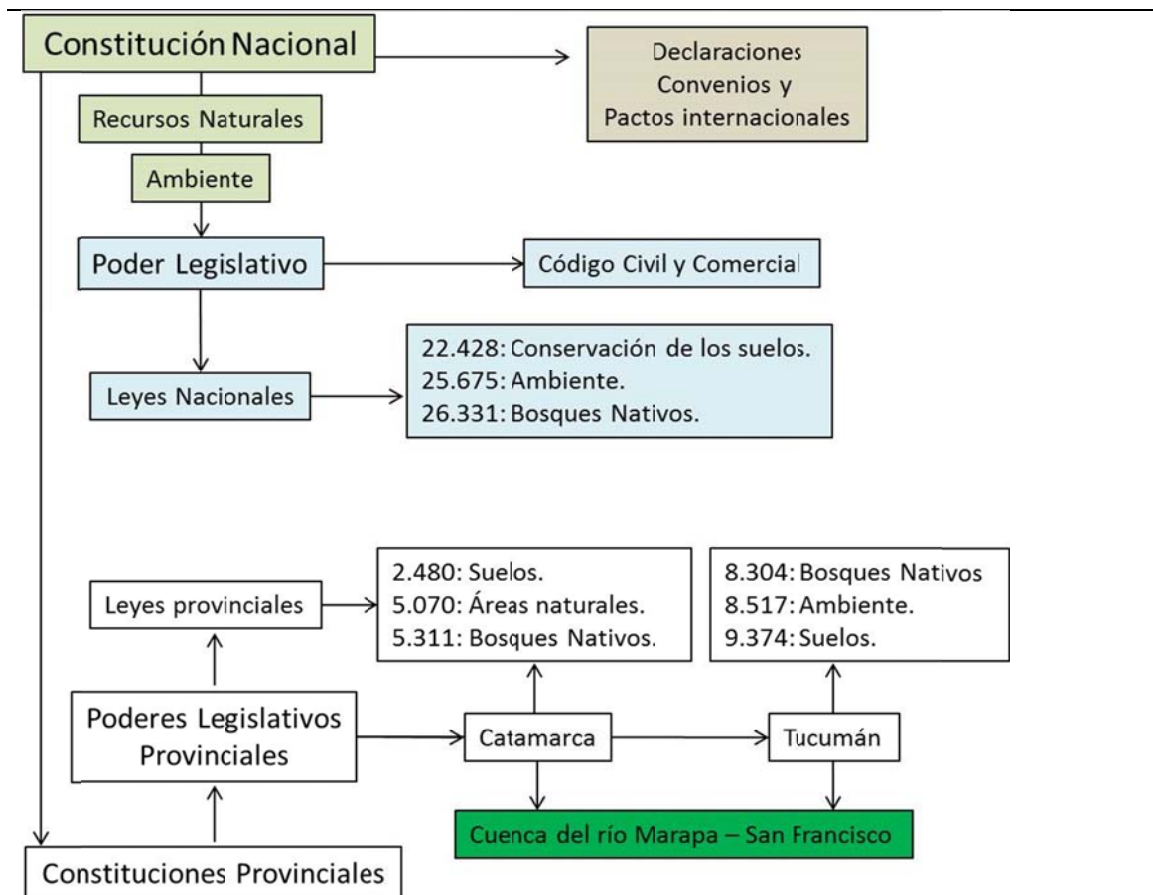 Constitución Nacional
Declaraciones
Convenios y
Pactos internacionales
Recursos Naturales
Ambiente
Poder Legislativo
Código Civil y Comercial
Leyes Nacionales
22.428: Conservación de los suelos.
25.675: Ambiente.
26.331: Bosques Nativos.
Leyes provinciales
2.480: Suelos.
5.070: Áreas naturales.
5.311: Bosques Nativos.
8.304: Bosques Nativos
8.517: Ambiente.
9.374: Suelos.
Poderes Legislativos
Provinciales
Catamarca
Tucumán
Cuenca del río Marapa – San Francisco
Constituciones Provinciales